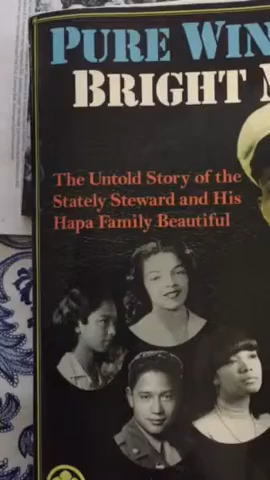 PURE WIN
BRIGHT
The Untold Story of the
Stately Steward and His
Hapa Family Beautiful